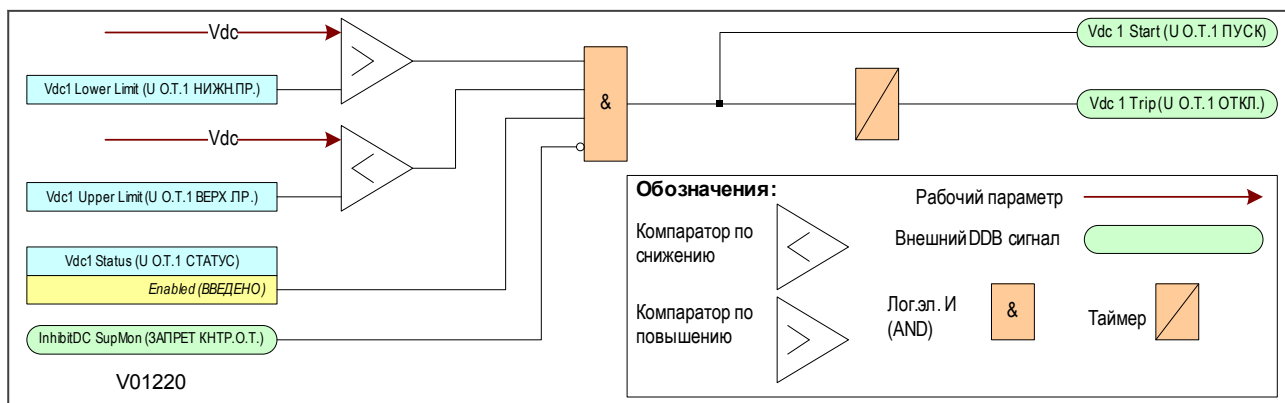 Vdc
Vdc1 Lower Limit (U O.T.1 НИЖН.ПР.)
Vdc
Vdc1 Upper Limit (U O.T.1 ВЕРХ.ПР.)
Vdc1 Status (U O.T.1 СТАТУС)
Enabled (ВВЕДЕНО)
InhibitDC SupMon (ЗАПРЕТ КНТР.О.Т.)
V01220
&
Vdc 1 Start (U O.T.1 ПУСК)
Vdc 1 Trip (U O.T.1 ОТКЛ.)
Обозначения:
Компаратор по
снижению
Компаратор по
повышению
Рабочий параметр
Внешний DDB сигнал
Лог.эл. И
(AND)
&
Таймер